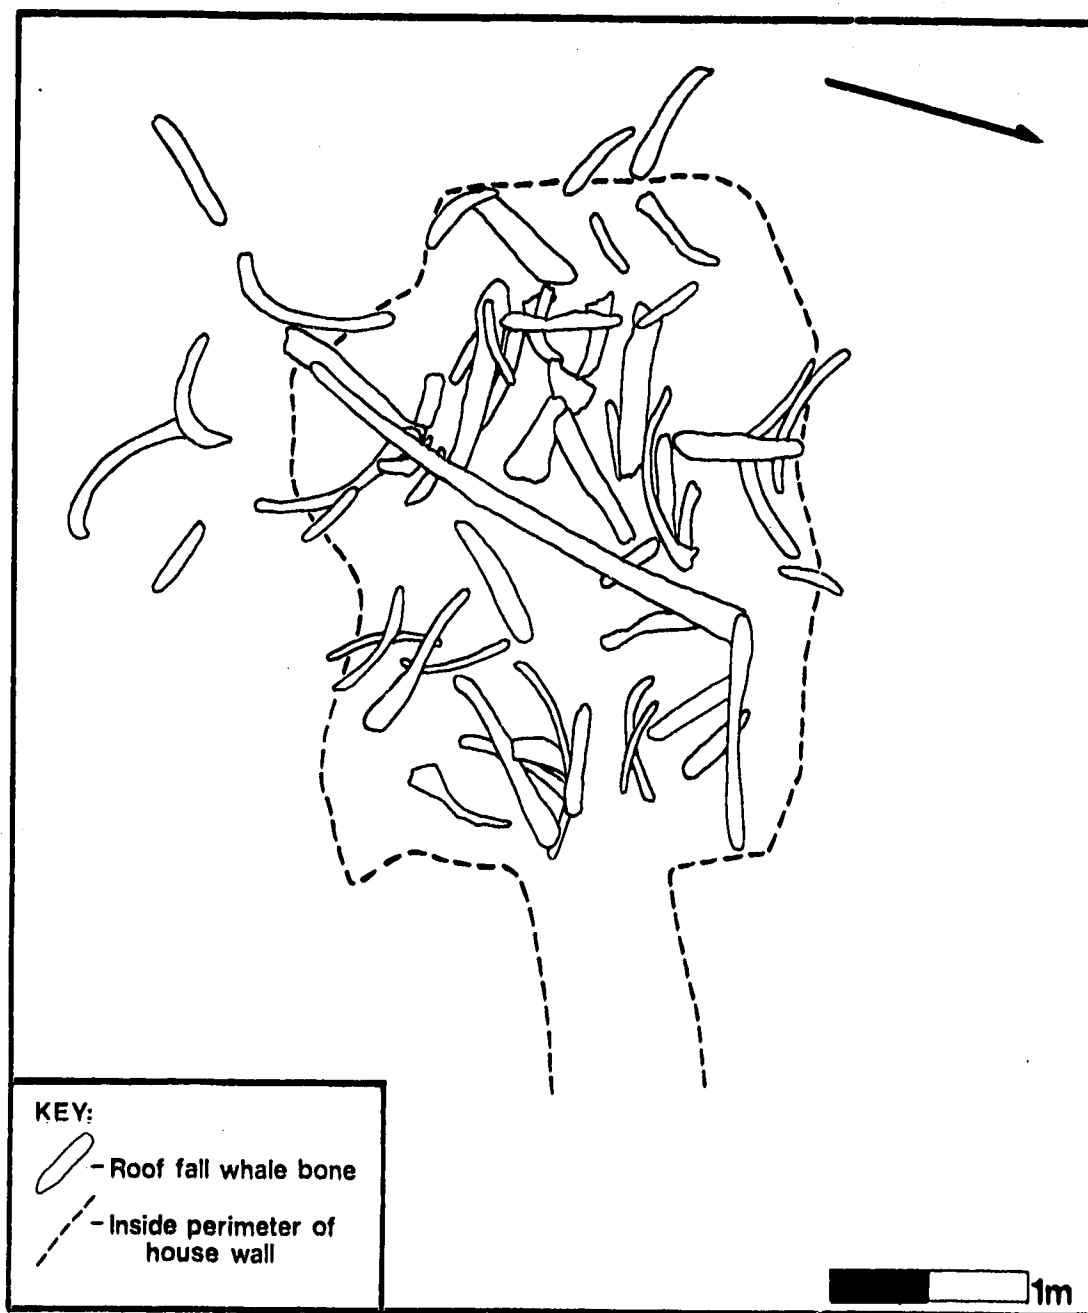 KEY:
- Roof fall whale bone
- Inside perimeter of
house wall
1m